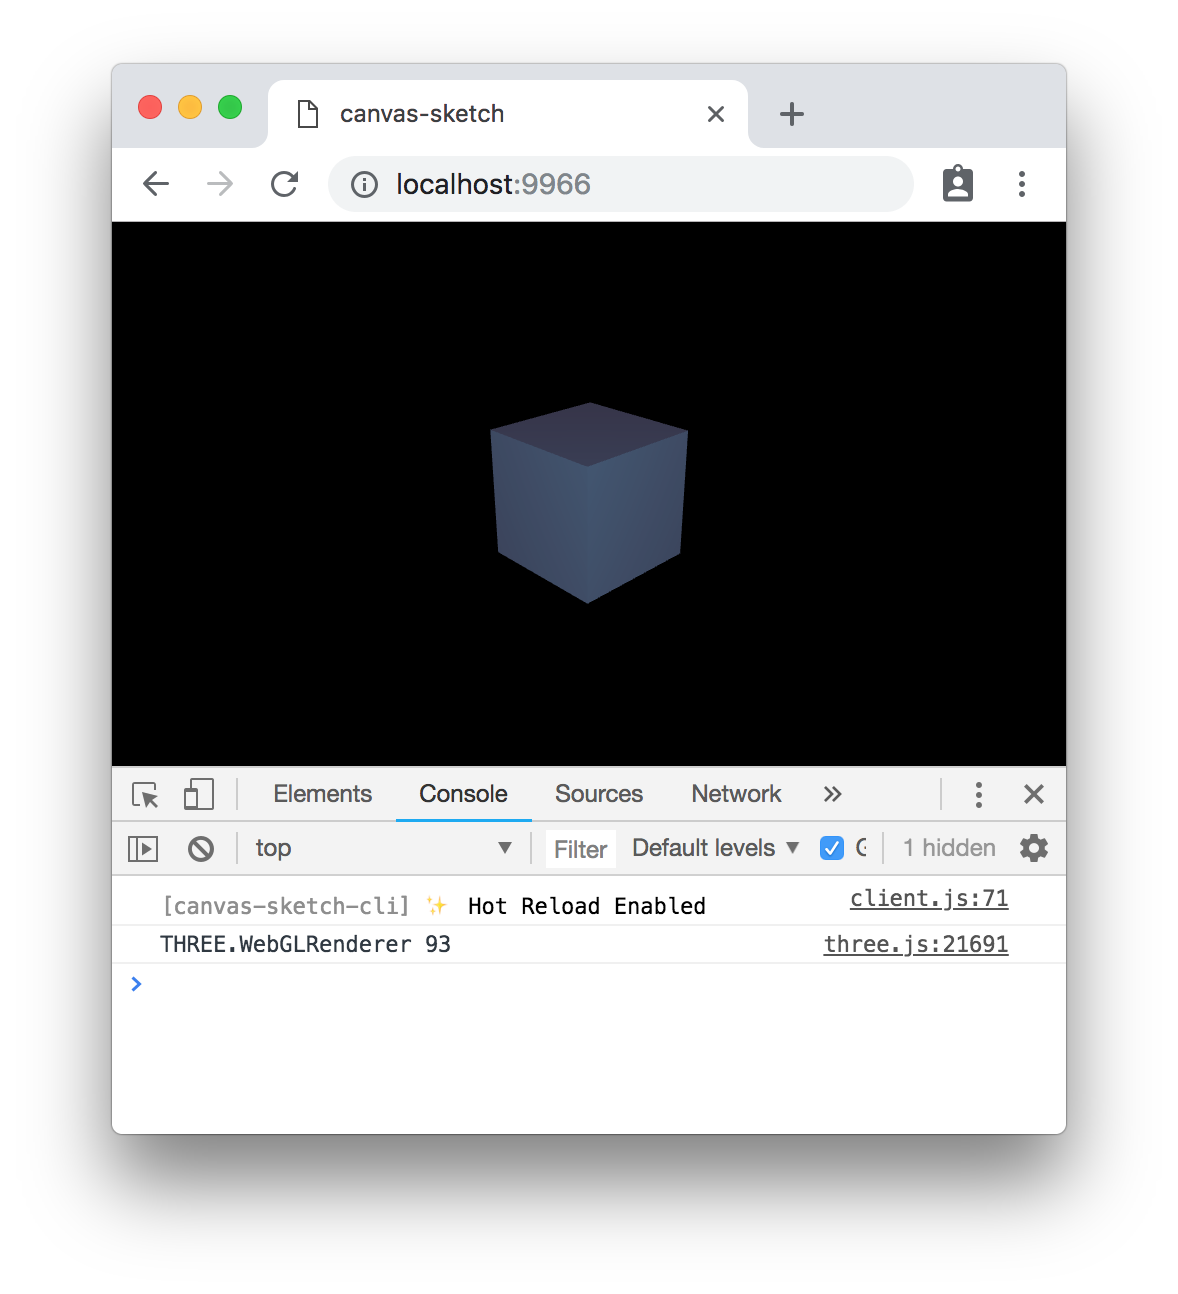 canvas-sketch
localhost:9966
Elements Console Sources Network
top Filter Default levels 1 hidden
[canvas-sketch-cli] ✨ Hot Reload Enabled client.js:71
THREE.WebGLRenderer 93 three.js:21691